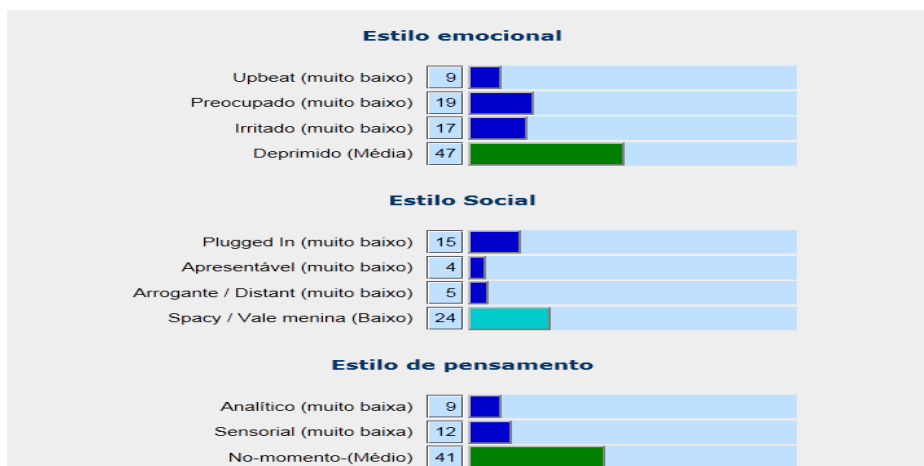 Estilo emocional
Upbeat (muito baixo) 9
Preocupado (muito baixo) 19
Irritado (muito baixo) 17
Deprimido (Média) 47
Estilo Social
Plugged In (muito baixo) 15
Apresentável (muito baixo) 4
Arrogante / Distant (muito baixo) 5
Spacy / Vale menina (Baixo) 24
Estilo de pensamento
Analítico (muito baixa) 9
Sensorial (muito baixa) 12
No-momento-(Médio) 41